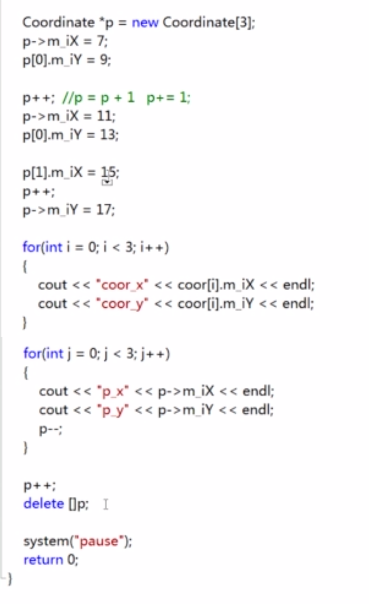 Coordinate *p = new Coordinate[3];
p->m_iX = 7;
p[0].m_iY = 9;
p++; //p = p + 1 p+= 1;
p->m_iX = 11;
p[0].m_iY = 13;
p[1].m_iX = 15;
p++;
p->m_iY = 17;
for(int i = 0; i < 3; i++)
{
cout << "coor_x" << coor[i].m_iX << endl;
cout << "coor_y" << coor[i].m_iY << endl;
}
for(int j = 0; j < 3; j++)
{
cout << "p_x" << p->m_iX << endl;
cout << "p_y" << p->m_iY << endl;
p--;
}
p++;
delete []p;
system("pause");
return 0;
}